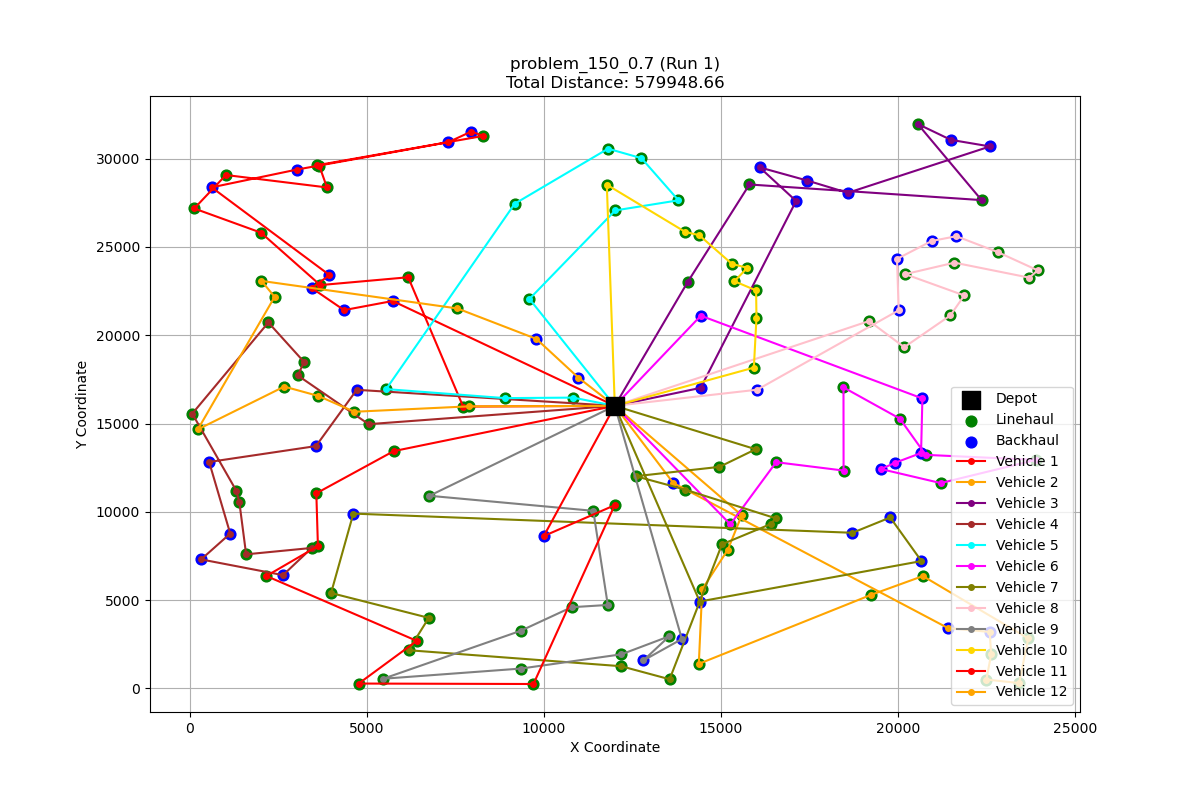 problem_150_0.7 (Run 1)
Total Distance: 579948.66
Y Coordinate
30000
25000
20000
15000
10000
5000
0
0
5000
10000
15000
20000
25000
X Coordinate
Depot
Linehaul
Backhaul
Vehicle 1
Vehicle 2
Vehicle 3
Vehicle 4
Vehicle 5
Vehicle 6
Vehicle 7
Vehicle 8
Vehicle 9
Vehicle 10
Vehicle 11
Vehicle 12